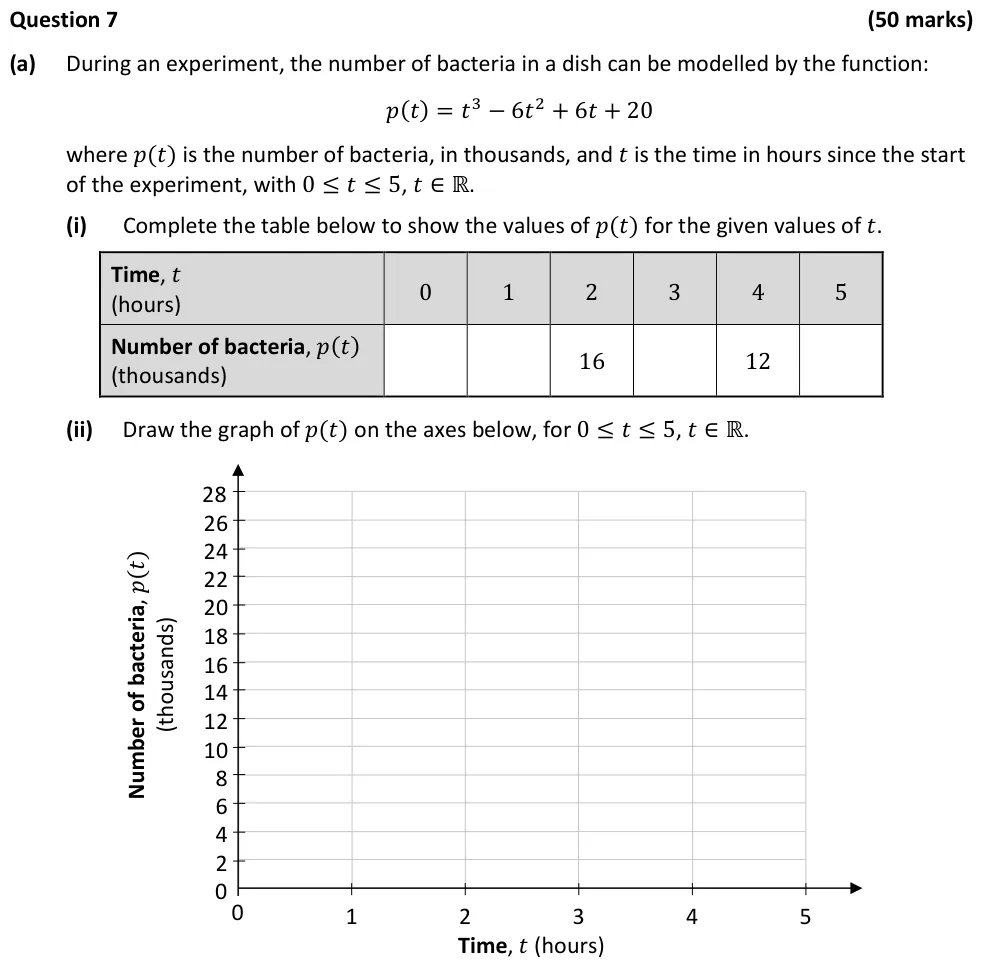 Question 7 (50 marks)
(a) During an experiment, the number of bacteria in a dish can be modelled by the function:
p(t) = t³ − 6t² + 6t + 20
where p(t) is the number of bacteria, in thousands, and t is the time in hours since the start
of the experiment, with 0 ≤ t ≤ 5, t ∈ ℝ.
(i) Complete the table below to show the values of p(t) for the given values of t.
Time, t
(hours)
0 1 2 3 4 5
Number of bacteria, p(t)
(thousands)
16 12
(ii) Draw the graph of p(t) on the axes below, for 0 ≤ t ≤ 5, t ∈ ℝ.
Number of bacteria, p(t)
(thousands)
28
26
24
22
20
18
16
14
12
10
8
6
4
2
0
0 1 2 3 4 5
Time, t (hours)